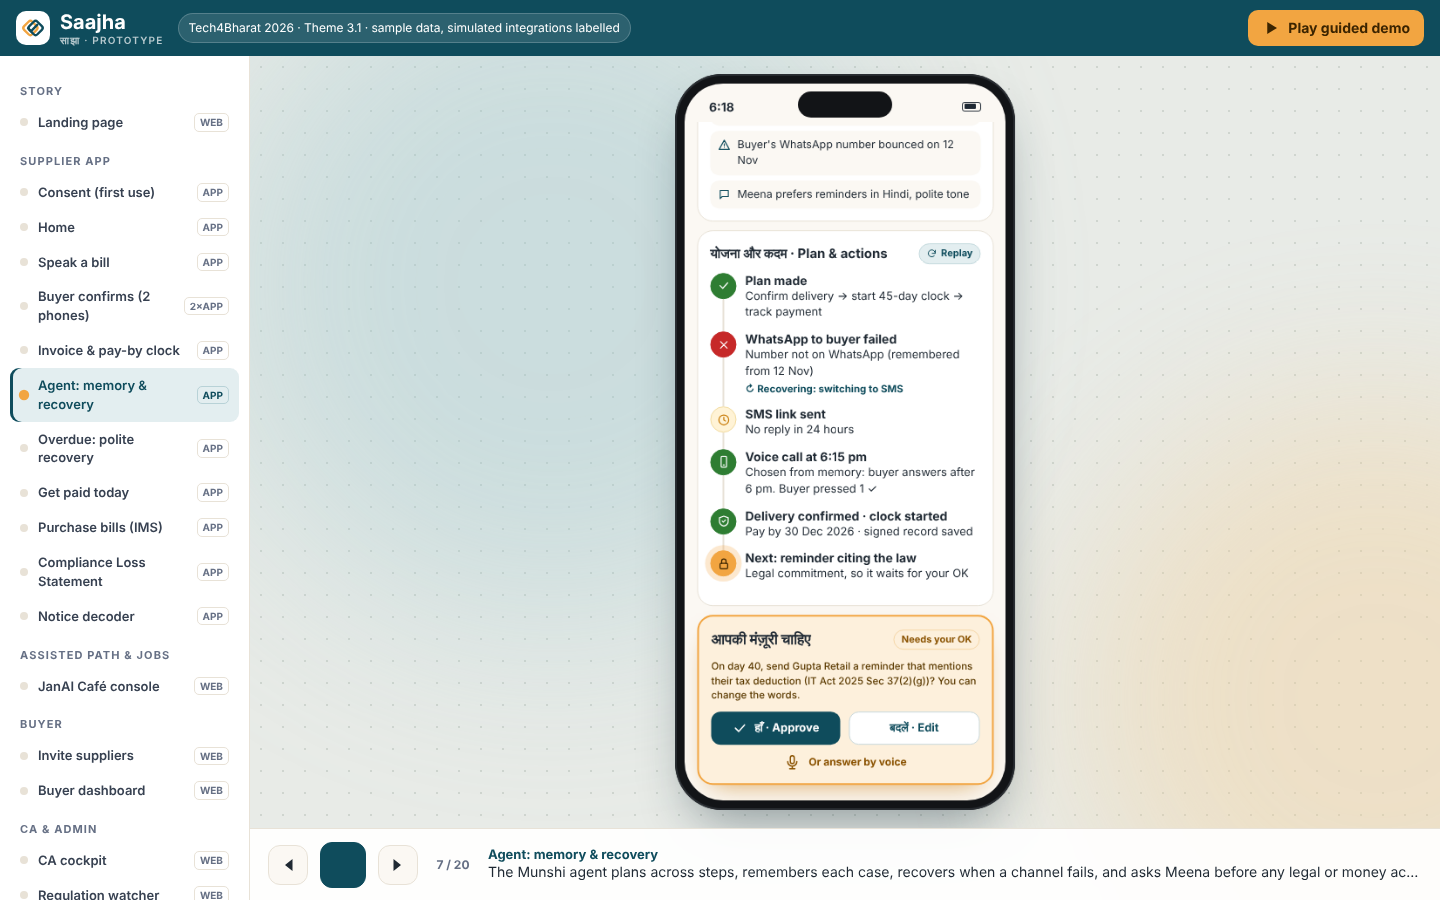 Saajha
साझा · PROTOTYPE
Tech4Bharat 2026 · Theme 3.1 · sample data, simulated integrations labelled
Play guided demo
STORY
Landing page
WEB
SUPPLIER APP
Consent (first use)
APP
Home
APP
Speak a bill
APP
Buyer confirms (2
phones)
2×APP
Invoice & pay-by clock
APP
Agent: memory &
recovery
APP
Overdue: polite
recovery
APP
Get paid today
APP
Purchase bills (IMS)
APP
Compliance Loss
Statement
APP
Notice decoder
APP
ASSISTED PATH & JOBS
JanAI Café console
WEB
BUYER
Invite suppliers
WEB
Buyer dashboard
WEB
CA & ADMIN
CA cockpit
WEB
Regulation watcher
WEB
6:18
Buyer's WhatsApp number bounced on 12
Nov
Meena prefers reminders in Hindi, polite tone
योजना और कदम · Plan & actions
Replay
Plan made
Confirm delivery → start 45-day clock →
track payment
WhatsApp to buyer failed
Number not on WhatsApp (remembered
from 12 Nov)
↻ Recovering: switching to SMS
SMS link sent
No reply in 24 hours
Voice call at 6:15 pm
Chosen from memory: buyer answers after
6 pm. Buyer pressed 1 ✓
Delivery confirmed · clock started
Pay by 30 Dec 2026 · signed record saved
Next: reminder citing the law
Legal commitment, so it waits for your OK
आपकी मंज़ूरी चाहिए
Needs your OK
On day 40, send Gupta Retail a reminder that mentions
their tax deduction (IT Act 2025 Sec 37(2)(g))? You can
change the words.
हाँ · Approve
बदलें · Edit
Or answer by voice
7 / 20
Agent: memory & recovery
The Munshi agent plans across steps, remembers each case, recovers when a channel fails, and asks Meena before any legal or money ac...